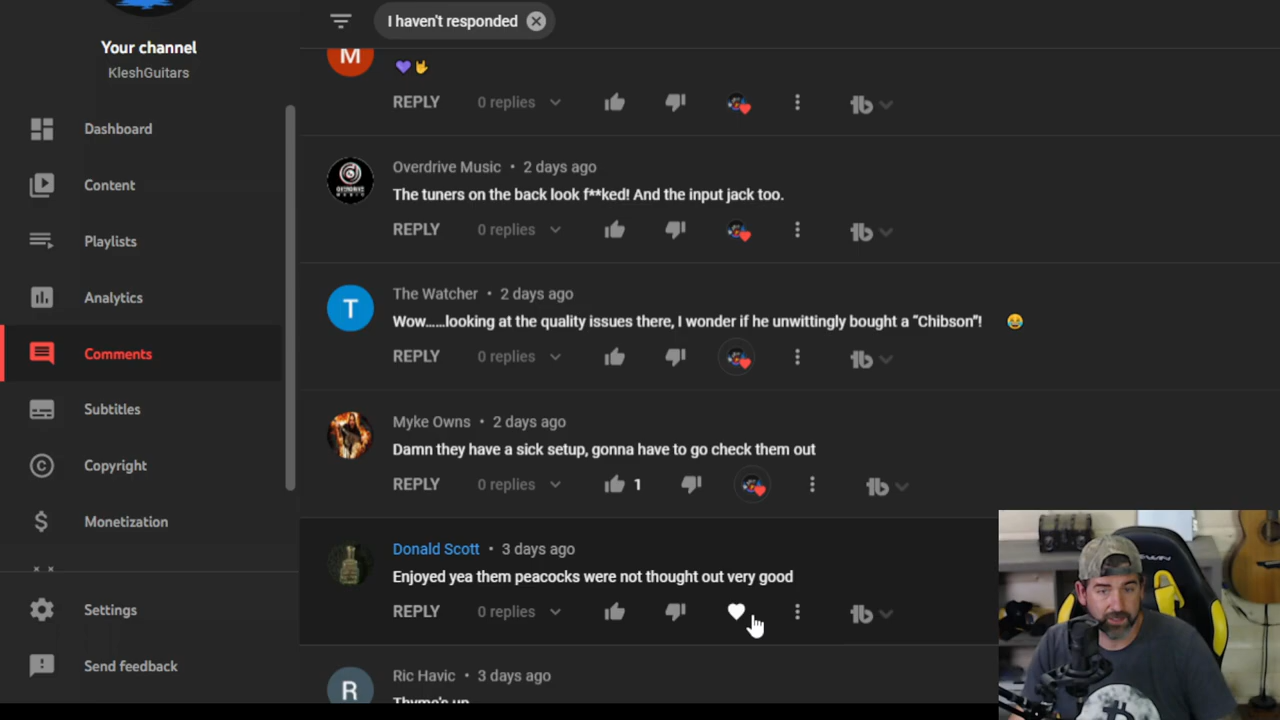 Your channel
KleshGuitars
Dashboard
Content
Playlists
Analytics
Comments
Subtitles
Copyright
Monetization
Settings
Send feedback
I haven't responded
M
💜🤘
REPLY 0 replies
Overdrive Music • 2 days ago
The tuners on the back look f**ked! And the input jack too.
REPLY 0 replies
T
The Watcher • 2 days ago
Wow……looking at the quality issues there, I wonder if he unwittingly bought a “Chibson”! 😂
REPLY 0 replies
Myke Owns • 2 days ago
Damn they have a sick setup, gonna have to go check them out
REPLY 0 replies 1
Donald Scott • 3 days ago
Enjoyed yea them peacocks were not thought out very good
REPLY 0 replies
R
Ric Havic • 3 days ago
Thyme's up